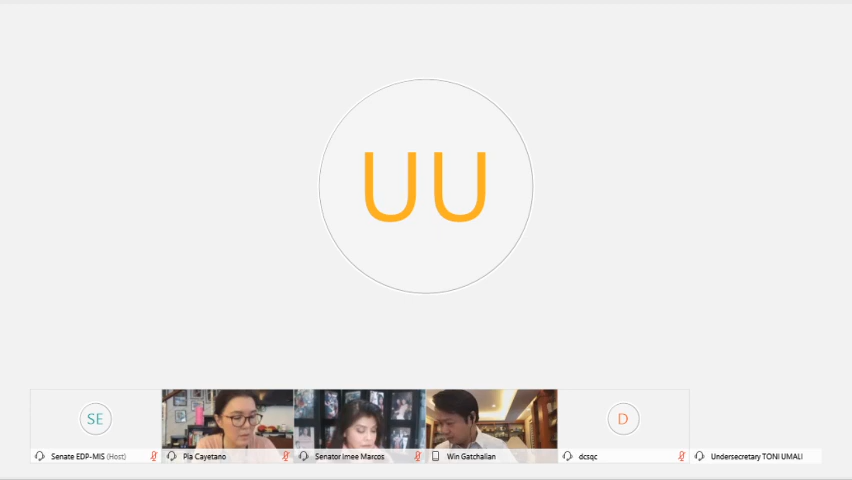 UU
SE
D
Senate EDP-MIS (Host)
Pia Cayetano
Senator Imee Marcos
Win Gatchalian
dcsqc
Undersecretary TONI UMALI